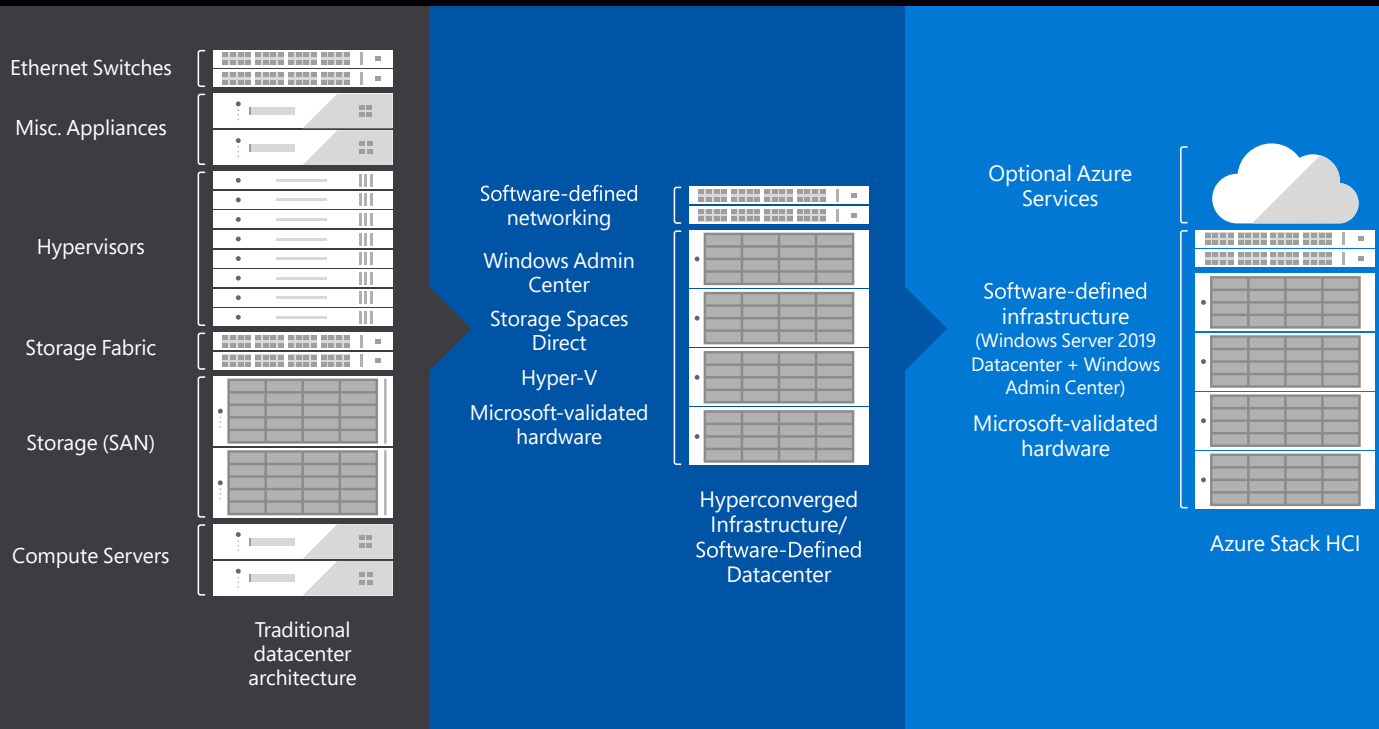 Ethernet Switches
Misc. Appliances
Hypervisors
Storage Fabric
Storage (SAN)
Compute Servers
Traditional
datacenter
architecture
Software-defined
networking
Windows Admin
Center
Storage Spaces
Direct
Hyper-V
Microsoft-validated
hardware
Hyperconverged
Infrastructure/
Software-Defined
Datacenter
Optional Azure
Services
Software-defined
infrastructure
(Windows Server 2019
Datacenter + Windows
Admin Center)
Microsoft-validated
hardware
Azure Stack HCI